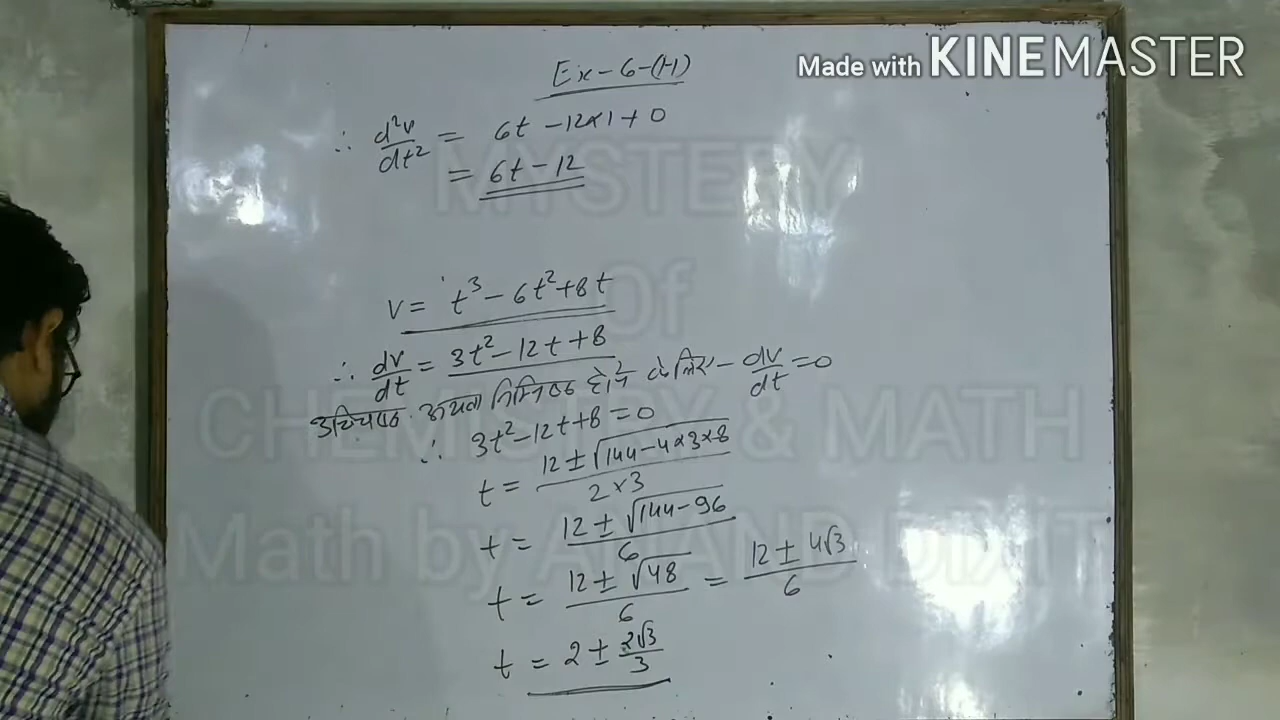 Made with KINEMASTER
Ex-6-(H)
∴ d²v/dt² = 6t - 12×1 + 0
= 6t - 12
MYSTERY
Of
v = t³ - 6t² + 8t
∴ dv/dt = 3t² - 12t + 8
उच्चिष्ठ अथवा निम्निष्ठ होने के लिए - dv/dt = 0
CHEMISTRY & MATH
∴ 3t² - 12t + 8 = 0
t = 12 ± √144 - 4×3×8 / 2×3
t = 12 ± √144 - 96 / 6
Math by ANAND DIXIT
t = 12 ± √48 / 6 = 12 ± 4√3 / 6
t = 2 ± 2√3/3